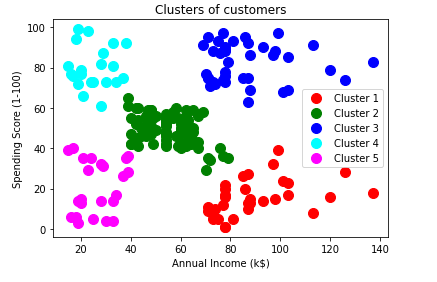 Clusters of customers
100
80
60
40
20
0
Spending Score (1-100)
Cluster 1
Cluster 2
Cluster 3
Cluster 4
Cluster 5
20 40 60 80 100 120 140
Annual Income (k$)